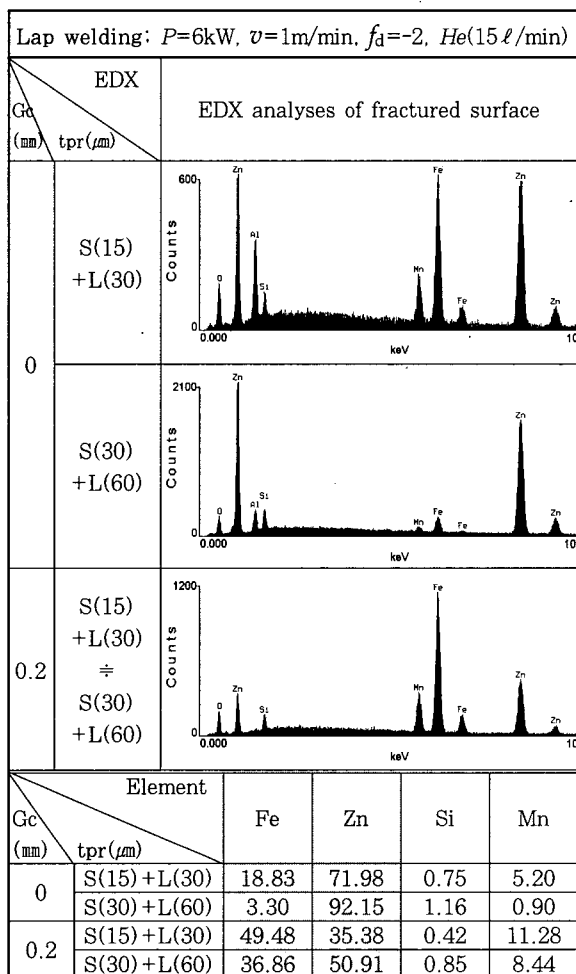 Lap welding: P=6kW, v=1m/min, fd=-2, He(15ℓ/min)
EDX
Gc
(㎜) tpr(㎛)
EDX analyses of fractured surface
0
S(15)
+L(30)
600
Counts
0
O Zn Al Si Mn Fe Fe Zn Zn
0.000 keV 10
S(30)
+L(60)
2100
Counts
0
O Zn Al Si Mn Fe Fe Zn Zn
0.000 keV 10
0.2
S(15)
+L(30)
≑
S(30)
+L(60)
1200
Counts
0
O Zn Si Mn Fe Fe Zn Zn
0.000 keV 10
Element
Gc
(㎜) tpr(㎛)
Fe Zn Si Mn
0 S(15)+L(30) 18.83 71.98 0.75 5.20
S(30)+L(60) 3.30 92.15 1.16 0.90
0.2 S(15)+L(30) 49.48 35.38 0.42 11.28
S(30)+L(60) 36.86 50.91 0.85 8.44